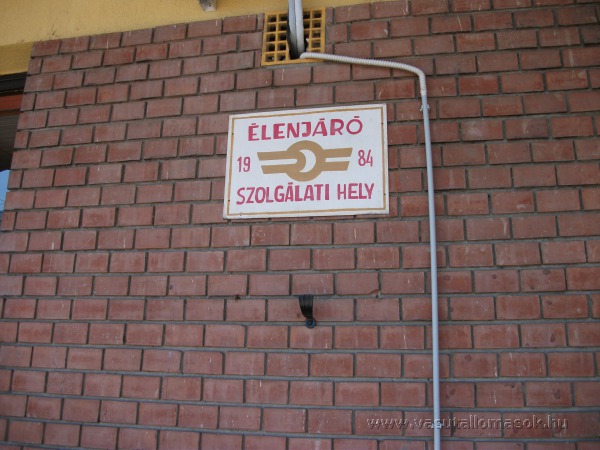 ÉLENJÁRÓ
19 84
SZOLGÁLATI HELY
www.vasutallomasok.hu